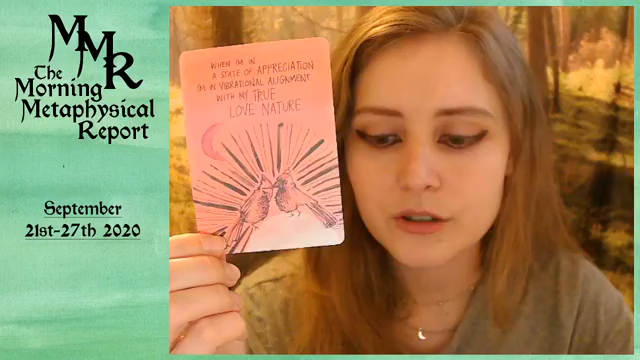 MMR
The
Morning
Metaphysical
Report
September
21st-27th 2020
WHEN I'M IN
A STATE OF APPRECIATION
I'M IN VIBRATIONAL ALIGNMENT
WITH MY TRUE
LOVE NATURE